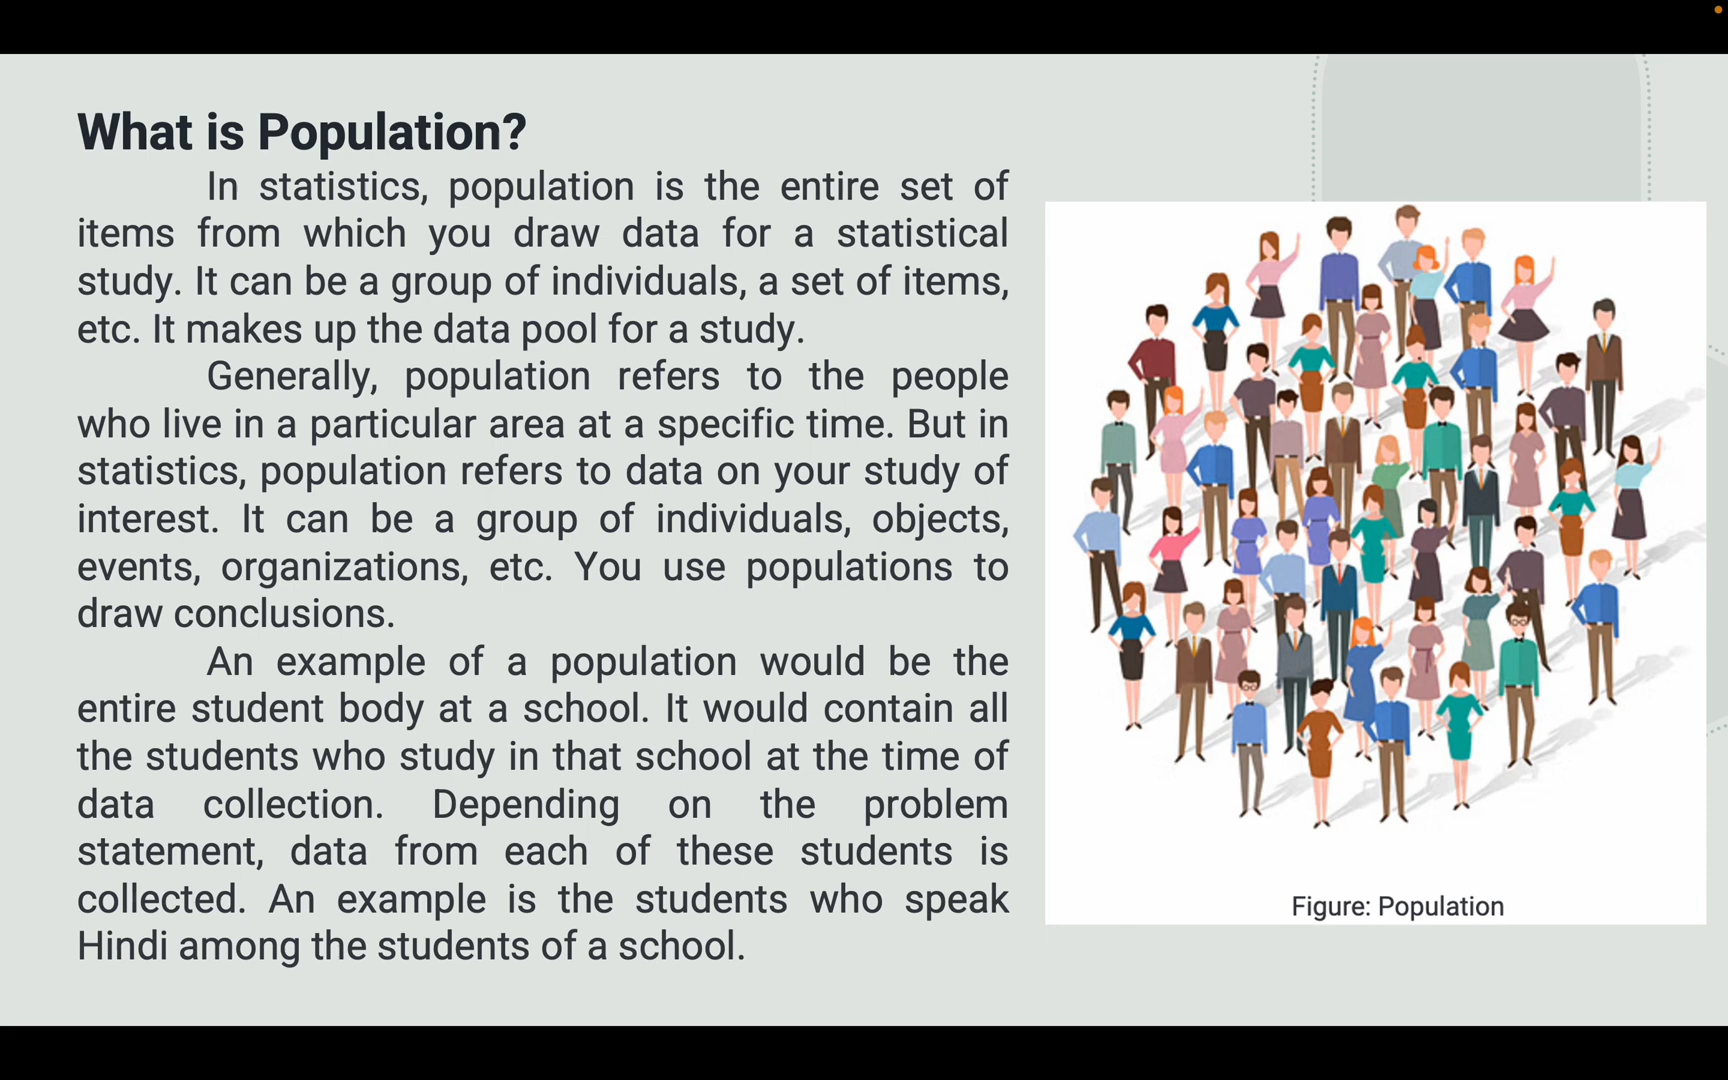 What is Population?
In statistics, population is the entire set of
items from which you draw data for a statistical
study. It can be a group of individuals, a set of items,
etc. It makes up the data pool for a study.
Generally, population refers to the people
who live in a particular area at a specific time. But in
statistics, population refers to data on your study of
interest. It can be a group of individuals, objects,
events, organizations, etc. You use populations to
draw conclusions.
An example of a population would be the
entire student body at a school. It would contain all
the students who study in that school at the time of
data collection. Depending on the problem
statement, data from each of these students is
collected. An example is the students who speak
Hindi among the students of a school.
Figure: Population